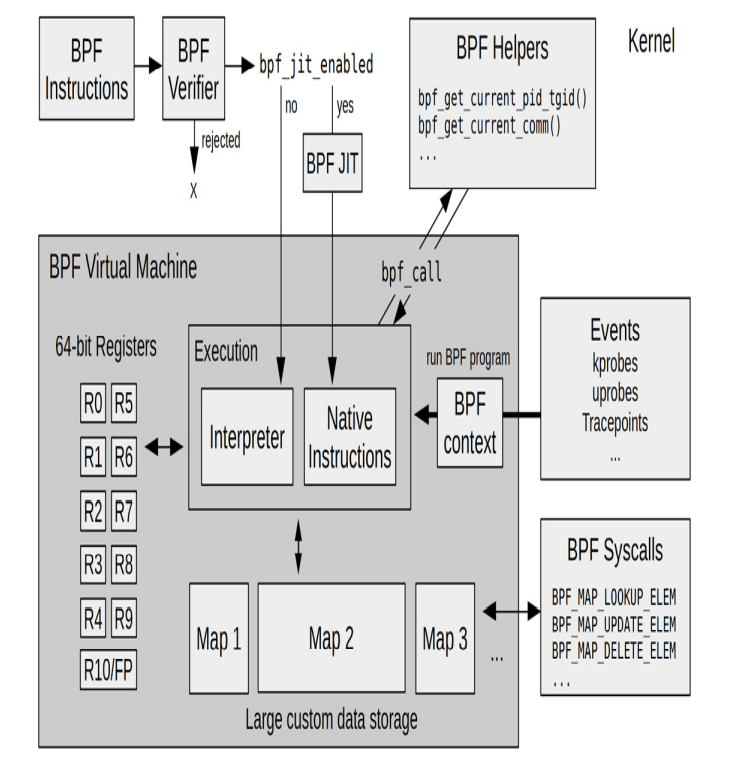 BPF
Instructions
BPF
Verifier
bpf_jit_enabled
no
yes
rejected
X
BPF JIT
BPF Helpers
bpf_get_current_pid_tgid()
bpf_get_current_comm()
...
Kernel
BPF Virtual Machine
bpf_call
64-bit Registers
R0 R5
R1 R6
R2 R7
R3 R8
R4 R9
R10/FP
Execution
Interpreter
Native
Instructions
run BPF program
BPF
context
Events
kprobes
uprobes
Tracepoints
...
Map 1
Map 2
Map 3
...
Large custom data storage
BPF Syscalls
BPF_MAP_LOOKUP_ELEM
BPF_MAP_UPDATE_ELEM
BPF_MAP_DELETE_ELEM
...